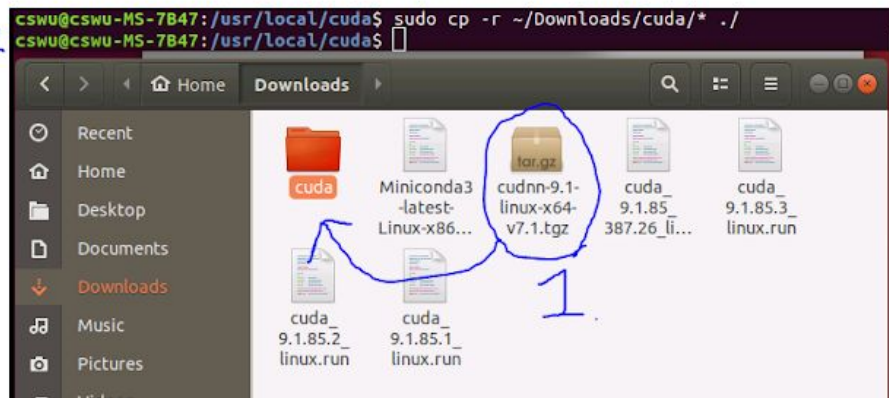 cswu@cswu-MS-7B47:/usr/local/cuda$ sudo cp -r ~/Downloads/cuda/* ./
cswu@cswu-MS-7B47:/usr/local/cuda$
Home Downloads
Recent
Home
Desktop
Documents
Downloads
Music
Pictures
cuda
Miniconda3
-latest-
Linux-x86...
tar.gz
cudnn-9.1-
linux-x64-
v7.1.tgz
cuda_
9.1.85_
387.26_li...
cuda_
9.1.85.3_
linux.run
cuda_
9.1.85.2_
linux.run
cuda_
9.1.85.1_
linux.run
1.